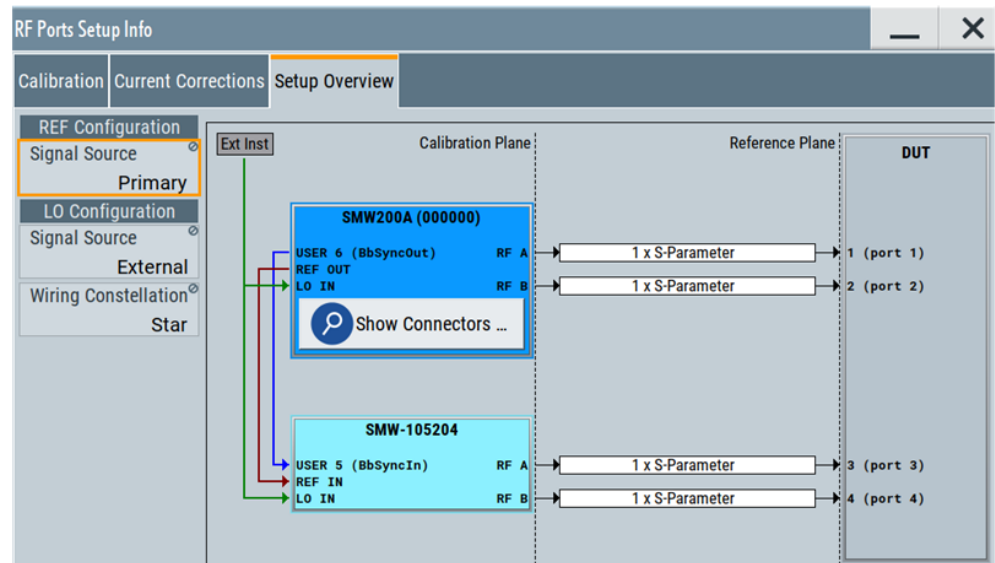 RF Ports Setup Info
Calibration Current Corrections Setup Overview
REF Configuration
Signal Source
Primary
LO Configuration
Signal Source
External
Wiring Constellation
Star
Ext Inst
Calibration Plane
Reference Plane
DUT
SMW200A (000000)
USER 6 (BbSyncOut) RF A
REF OUT
LO IN RF B
Show Connectors ...
1 x S-Parameter
1 x S-Parameter
1 (port 1)
2 (port 2)
SMW-105204
USER 5 (BbSyncIn) RF A
REF IN
LO IN RF B
1 x S-Parameter
1 x S-Parameter
3 (port 3)
4 (port 4)